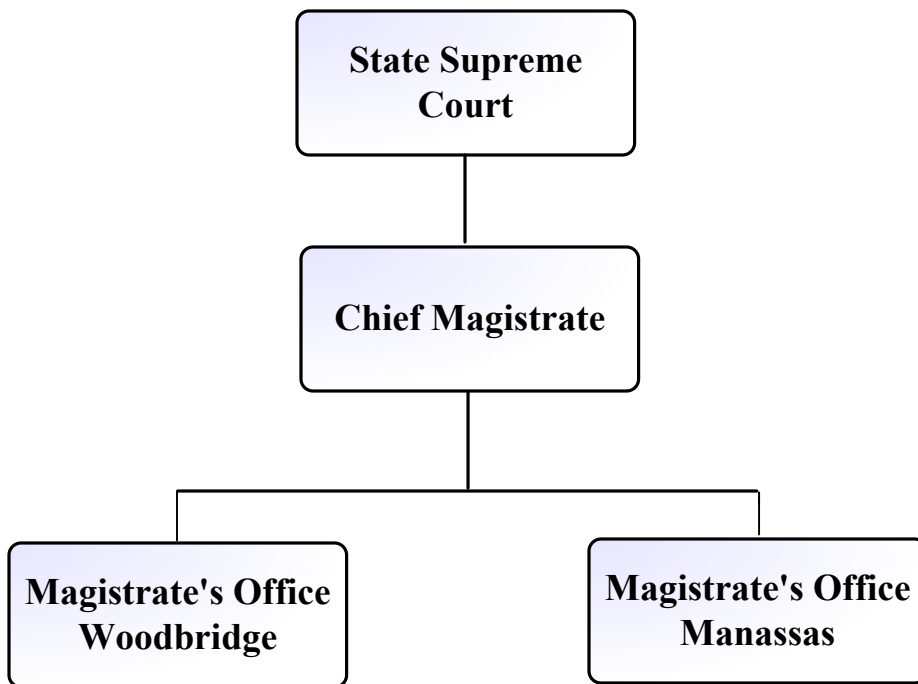 State Supreme
Court
Chief Magistrate
Magistrate's Office
Woodbridge
Magistrate's Office
Manassas